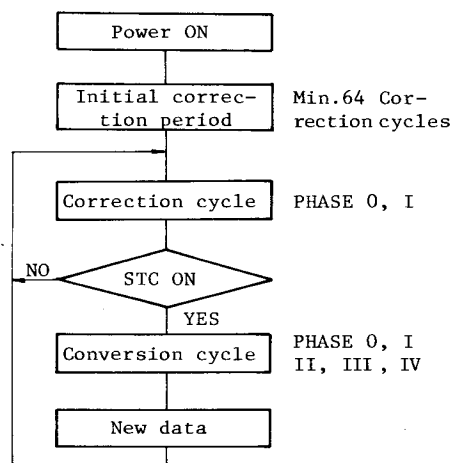 Power ON
Initial correc-
tion period
Min.64 Cor-
rection cycles
Correction cycle
PHASE 0, I
STC ON
NO
YES
Conversion cycle
PHASE 0, I
II, III, IV
New data